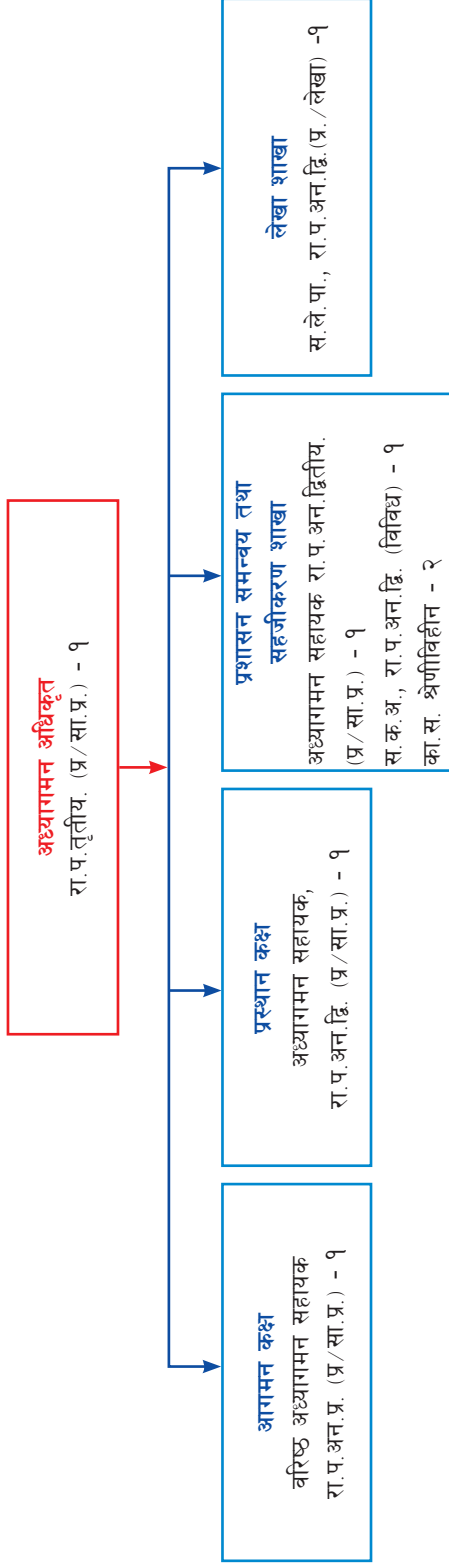 अध्यागमन अधिकृत
रा.प.तृतीय. (प्र/सा.प्र.) - १
आगमन कक्ष
वरिष्ठ अध्यागमन सहायक
रा.प.अन.प्र. (प्र/सा.प्र.) - १
प्रस्थान कक्ष
अध्यागमन सहायक,
रा.प.अन.द्वि. (प्र/सा.प्र.) - १
प्रशासन समन्वय तथा
सहजीकरण शाखा
अध्यागमन सहायक रा.प.अन.द्वितीय.
(प्र/सा.प्र.) - १
स.क.अ., रा.प.अन.द्वि. (विविध) - १
का.स. श्रेणीविहीन - २
लेखा शाखा
स.ले.पा., रा.प.अन.द्वि.(प्र./लेखा) -१